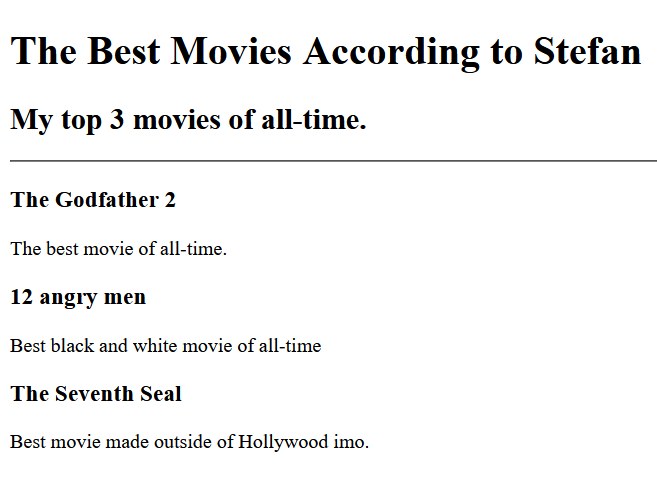 The Best Movies According to Stefan
My top 3 movies of all-time.
The Godfather 2
The best movie of all-time.
12 angry men
Best black and white movie of all-time
The Seventh Seal
Best movie made outside of Hollywood imo.